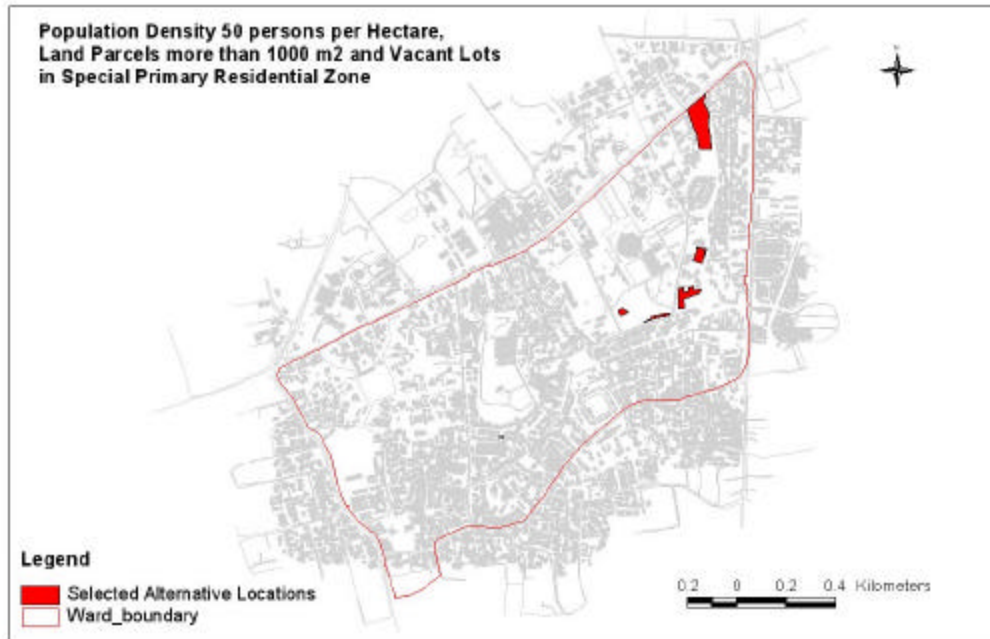 Population Density 50 persons per Hectare,
Land Parcels more than 1000 m2 and Vacant Lots
in Special Primary Residential Zone
Legend
Selected Alternative Locations
Ward_boundary
0.2 0 0.2 0.4 Kilometers